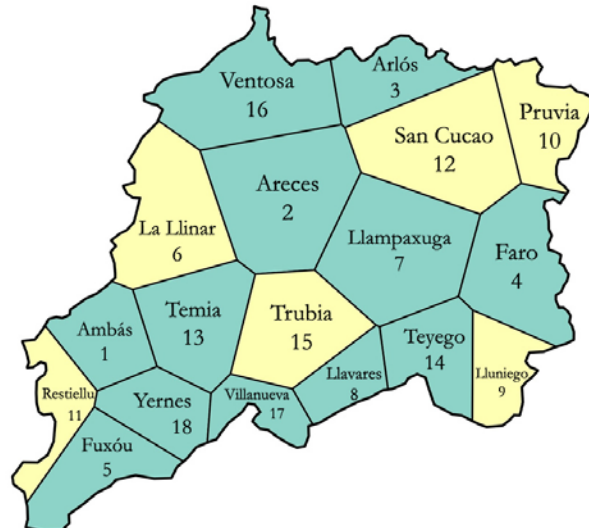 Ventosa
16
Arlós
3
Pruvia
10
San Cucao
12
Areces
2
La Llinar
6
Llampaxuga
7
Faro
4
Temia
13
Trubia
15
Ambás
1
Teyego
14
Lluniego
9
Llavares
8
Restiellu
11
Yernes
18
Villanueva
17
Fuxóu
5